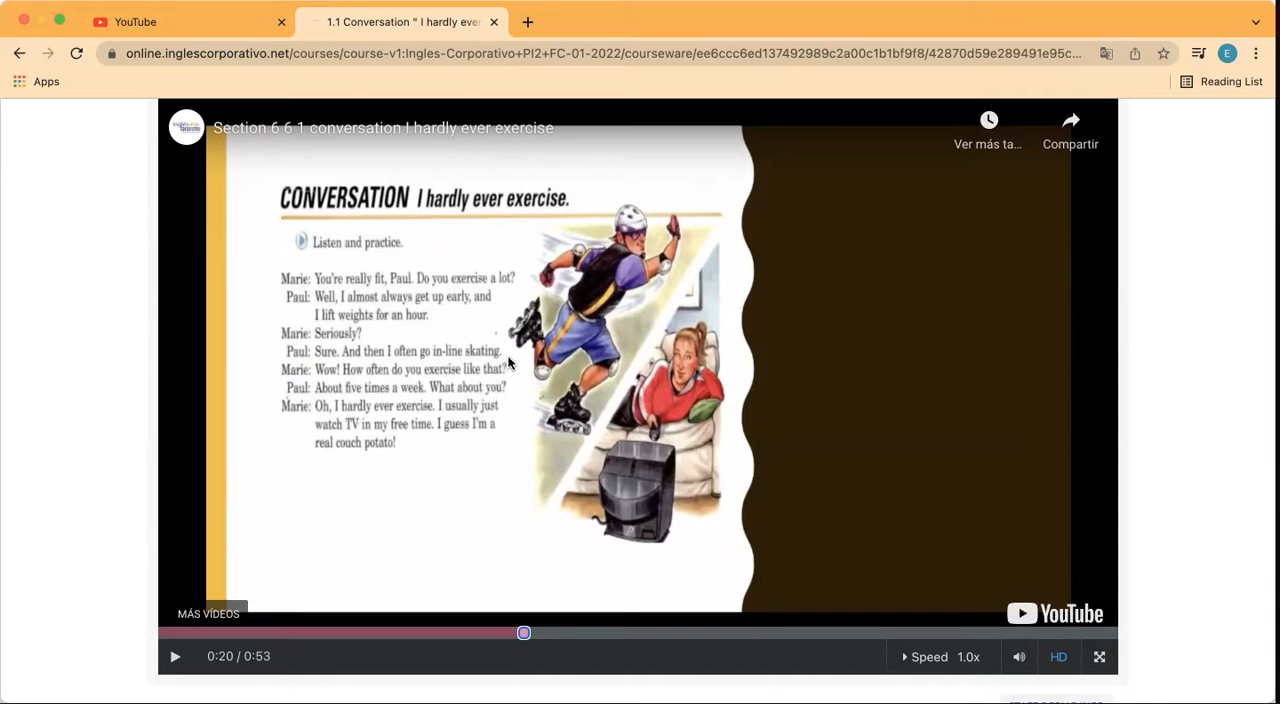 YouTube
1.1 Conversation " I hardly ever
online.inglescorporativo.net/courses/course-v1:Ingles-Corporativo+PI2+FC-01-2022/courseware/ee6ccc6ed137492989c2a00c1b1bf9f8/42870d59e289491e95c...
E
Apps
Reading List
Section 6 6 1 conversation I hardly ever exercise
Ver más ta...
Compartir
CONVERSATION I hardly ever exercise.
Listen and practice.
Marie: You're really fit, Paul. Do you exercise a lot?
Paul: Well, I almost always get up early, and
I lift weights for an hour.
Marie: Seriously?
Paul: Sure. And then I often go in-line skating.
Marie: Wow! How often do you exercise like that?
Paul: About five times a week. What about you?
Marie: Oh, I hardly ever exercise. I usually just
watch TV in my free time. I guess I'm a
real couch potato!
MÁS VÍDEOS
YouTube
0:20 / 0:53
Speed 1.0x
HD